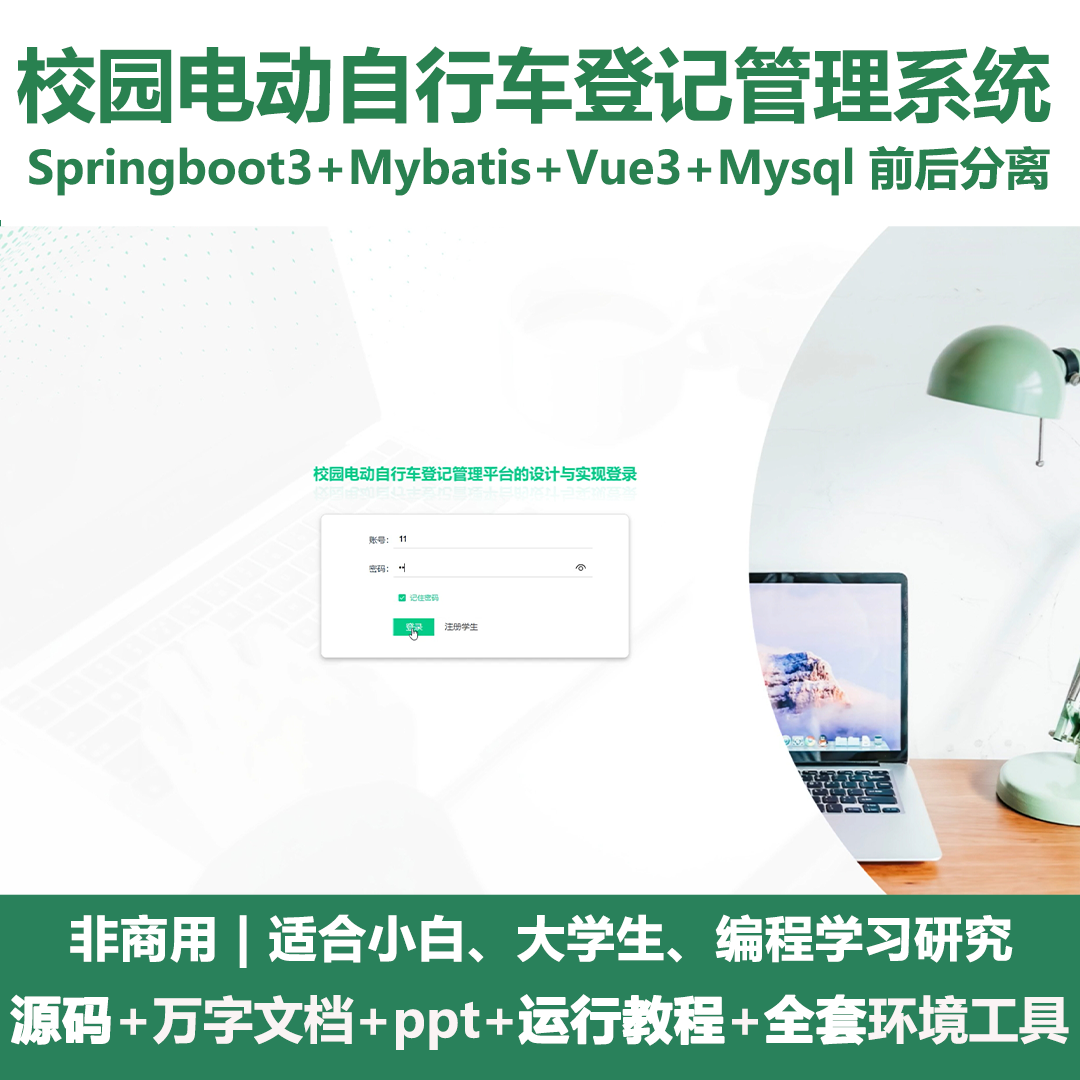 校园电动自行车登记管理系统
Springboot3+Mybatis+Vue3+Mysql 前后分离
校园电动自行车登记管理平台的设计与实现登录
账号： 11
密码：
记住密码
登录 注册学生
非商用 | 适合小白、大学生、编程学习研究
源码+万字文档+ppt+运行教程+全套环境工具